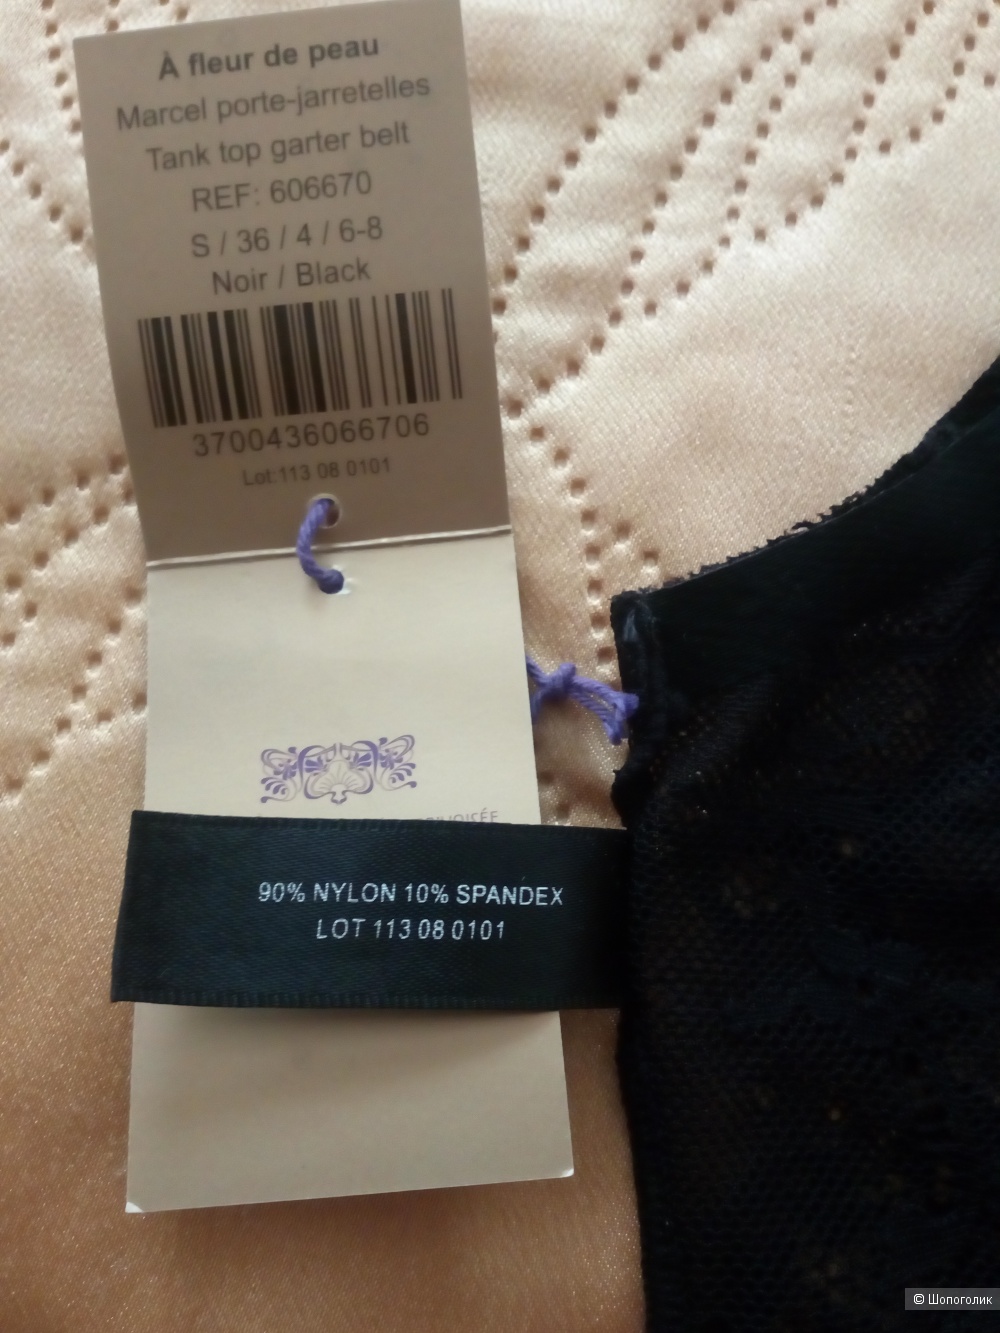 À fleur de peau
Marcel porte-jarretelles
Tank top garter belt
REF: 606670
S / 36 / 4 / 6-8
Noir / Black
3700436066706
Lot:113 08 0101
90% NYLON 10% SPANDEX
LOT 113 08 0101
© Шопоголик